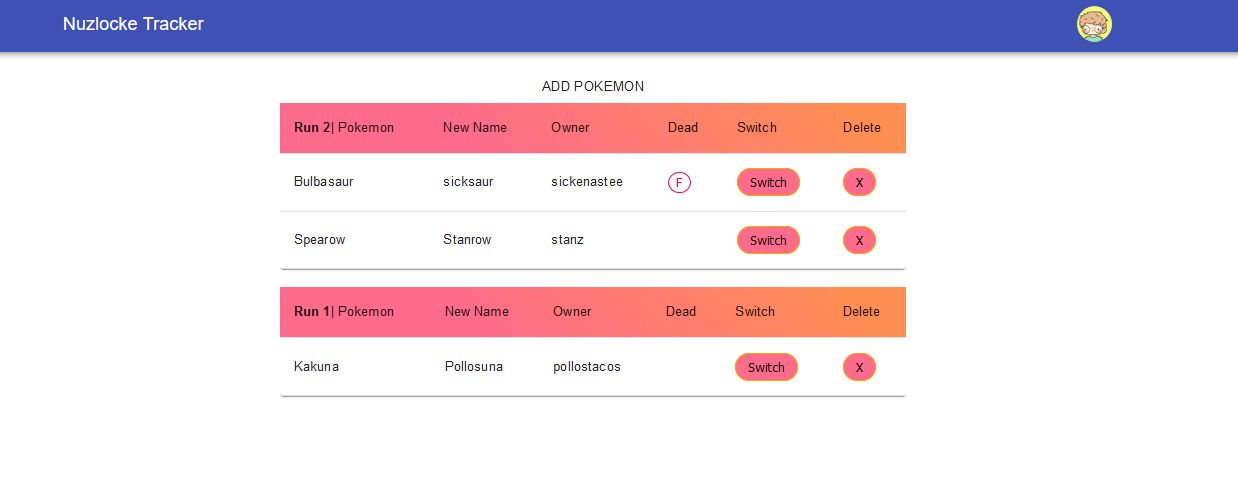 Nuzlocke Tracker
ADD POKEMON
Run 2| Pokemon New Name Owner Dead Switch Delete
Bulbasaur sicksaur sickenastee F Switch X
Spearow Stanrow stanz Switch X
Run 1| Pokemon New Name Owner Dead Switch Delete
Kakuna Pollosuna pollostacos Switch X